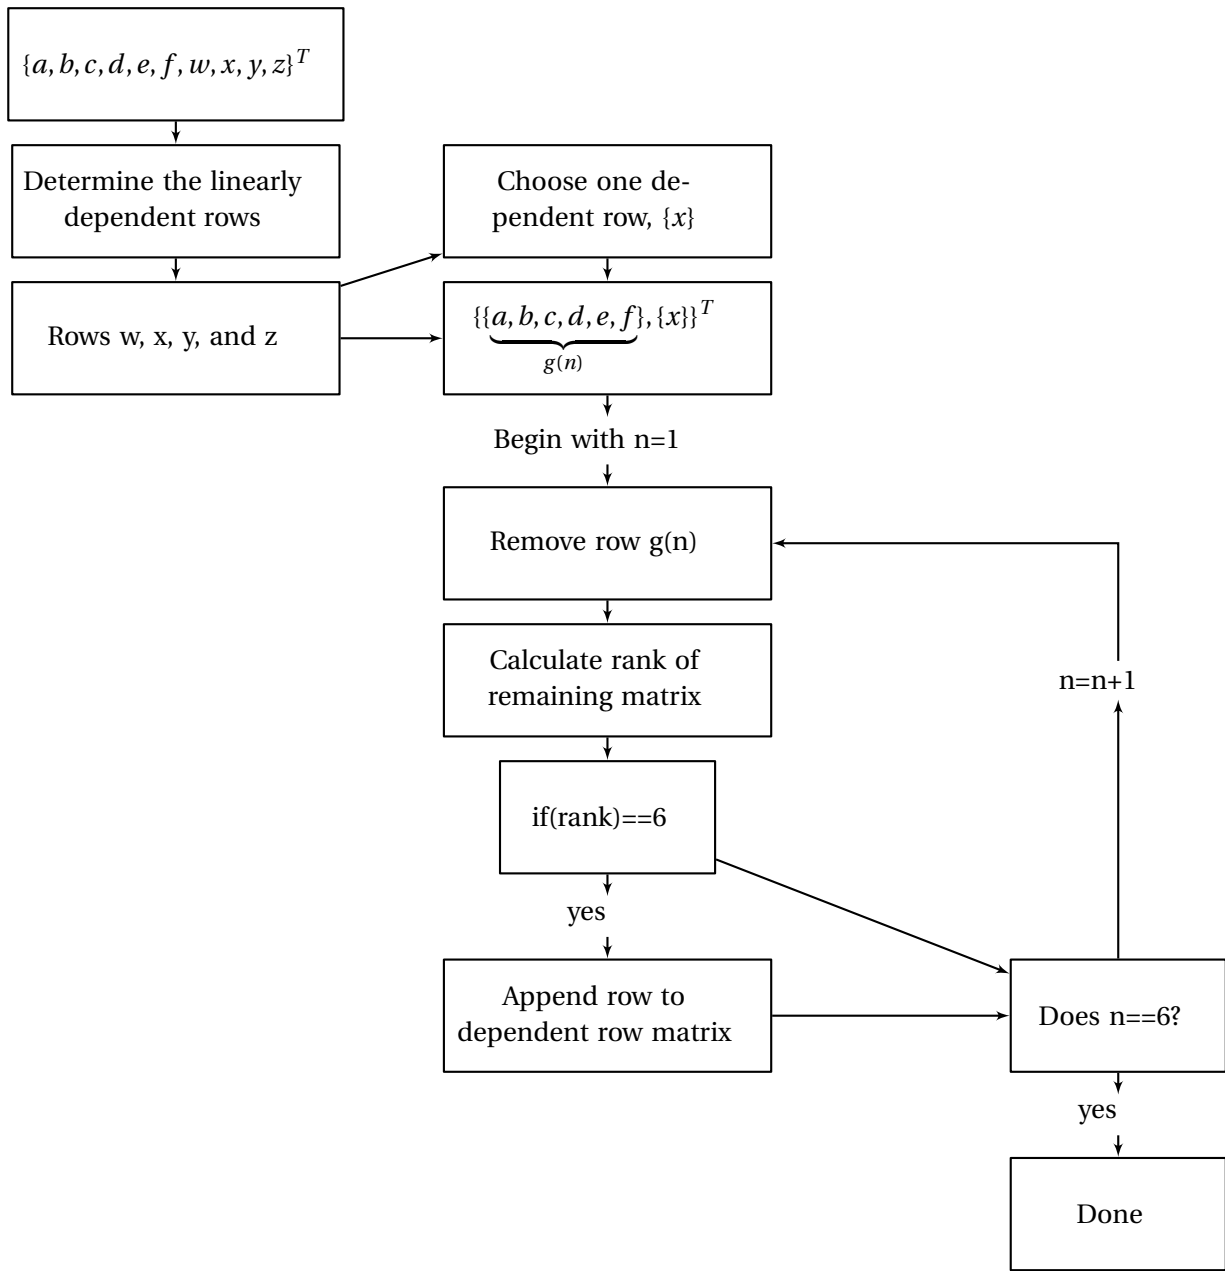 {a, b, c, d, e, f, w, x, y, z}^T
Determine the linearly
dependent rows
Choose one de-
pendent row, {x}
Rows w, x, y, and z
{{a, b, c, d, e, f}, {x}}^T
g(n)
Begin with n=1
Remove row g(n)
Calculate rank of
remaining matrix
n=n+1
if(rank)==6
yes
Append row to
dependent row matrix
Does n==6?
yes
Done